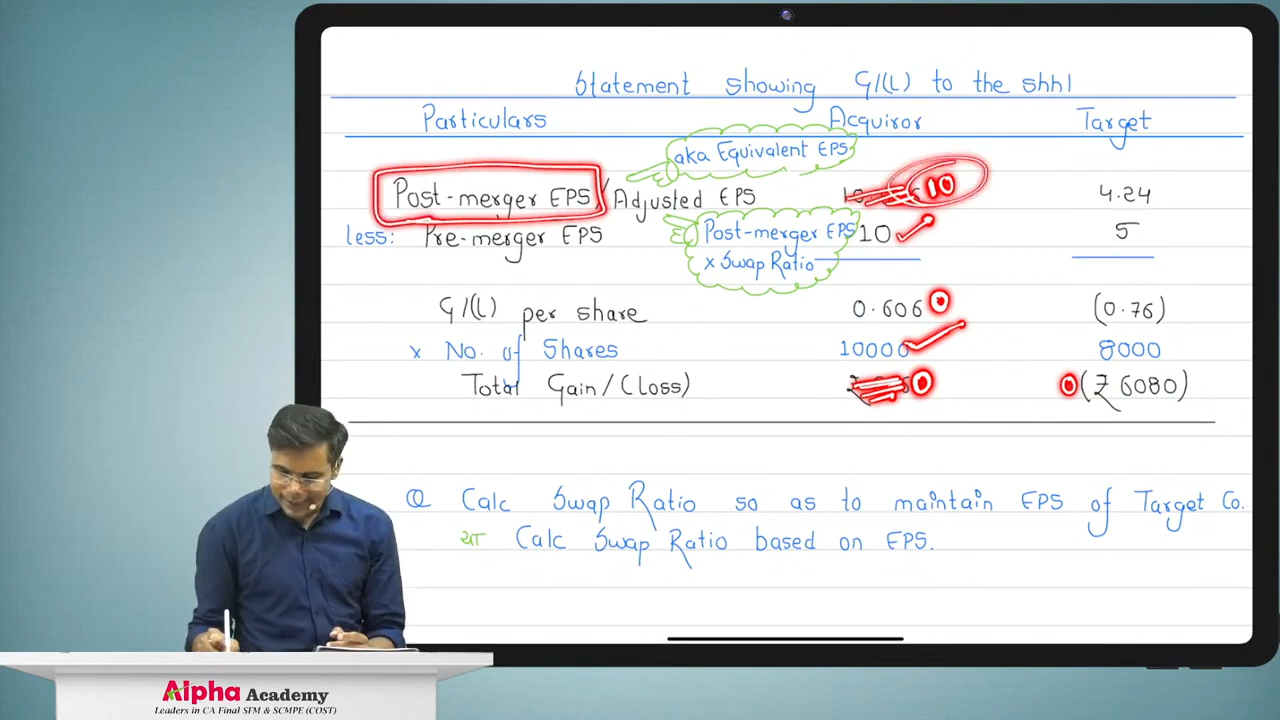 Statement showing G/(L) to the shhl
Particulars Acquiror Target
aka Equivalent EPS
Post-merger EPS/Adjusted EPS 10 4.24
Post-merger EPS
x Swap Ratio
less: Pre-merger EPS 10 5
G/(L) per share 0.606 0 (0.76)
x No. of Shares 10000 8000
Total Gain/(Loss) 0 0 (₹ 6080)
Q Calc Swap Ratio so as to maintain EPS of Target Co.
या Calc Swap Ratio based on EPS.
Alpha Academy
Leaders in CA Final SFM & SCMPE (COST)